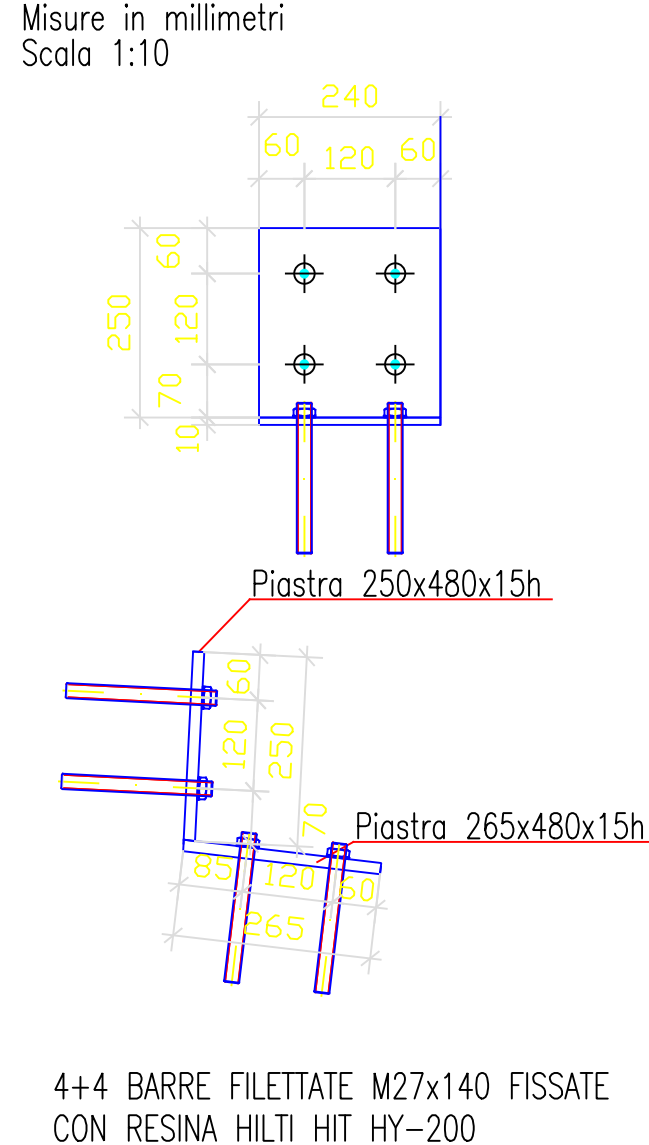 Misure in millimetri
Scala 1:10
240
60
120
60
60
250
120
70
10
Piastra 250x480x15h
60
120
250
70
Piastra 265x480x15h
85
120
60
265
4+4 BARRE FILETTATE M27x140 FISSATE
CON RESINA HILTI HIT HY-200